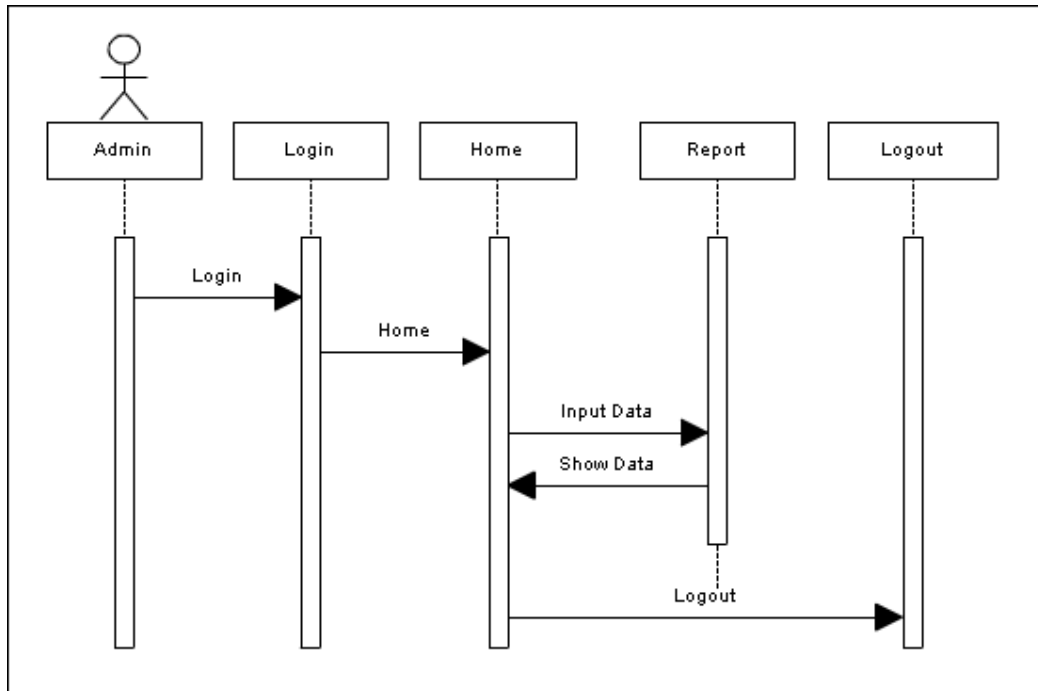 Admin
Login
Home
Report
Logout
Login
Home
Input Data
Show Data
Logout